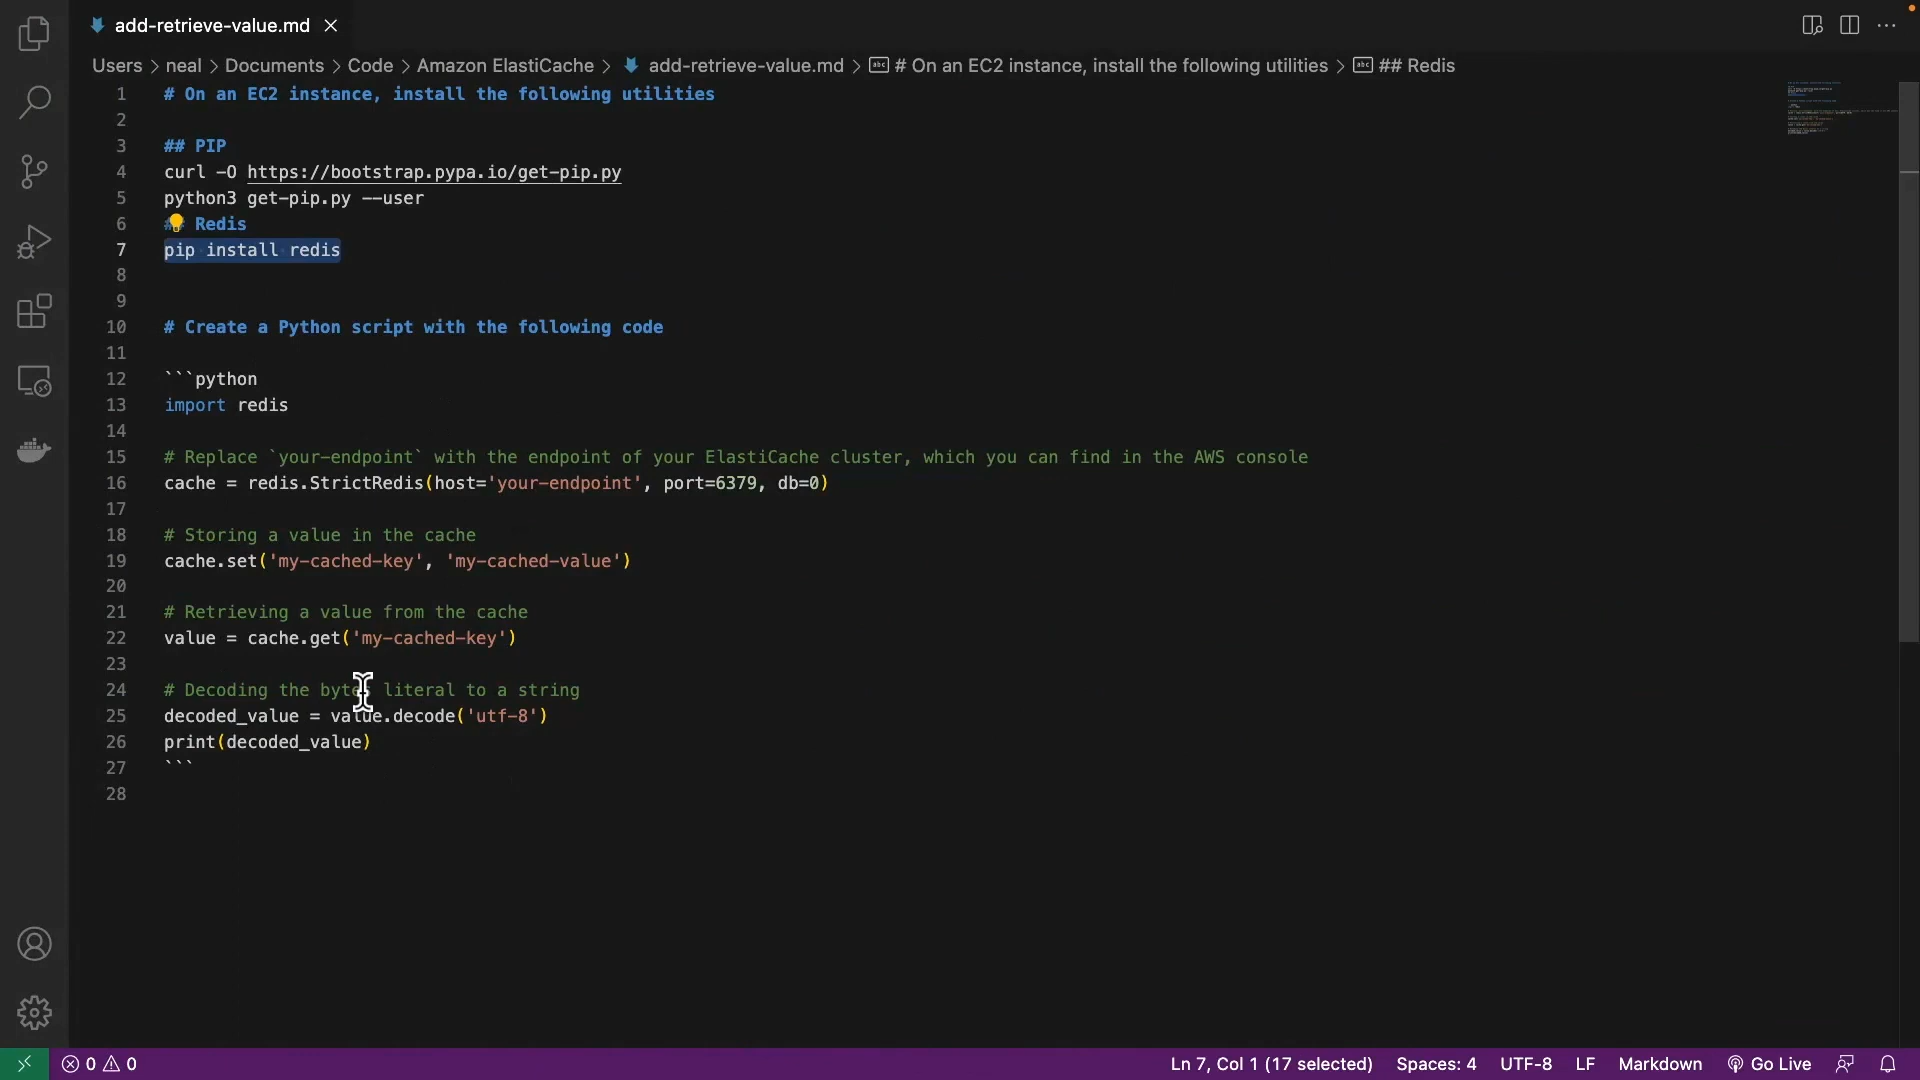 add-retrieve-value.md
Users > neal > Documents > Code > Amazon ElastiCache > add-retrieve-value.md > # On an EC2 instance, install the following utilities > ## Redis
1 # On an EC2 instance, install the following utilities
2
3 ## PIP
4 curl -O https://bootstrap.pypa.io/get-pip.py
5 python3 get-pip.py --user
6 ## Redis
7 pip install redis
8
9
10 # Create a Python script with the following code
11
12 ```python
13 import redis
14
15 # Replace `your-endpoint` with the endpoint of your ElastiCache cluster, which you can find in the AWS console
16 cache = redis.StrictRedis(host='your-endpoint', port=6379, db=0)
17
18 # Storing a value in the cache
19 cache.set('my-cached-key', 'my-cached-value')
20
21 # Retrieving a value from the cache
22 value = cache.get('my-cached-key')
23
24 # Decoding the bytes literal to a string
25 decoded_value = value.decode('utf-8')
26 print(decoded_value)
27 ```
28
0 0 Ln 7, Col 1 (17 selected) Spaces: 4 UTF-8 LF Markdown Go Live